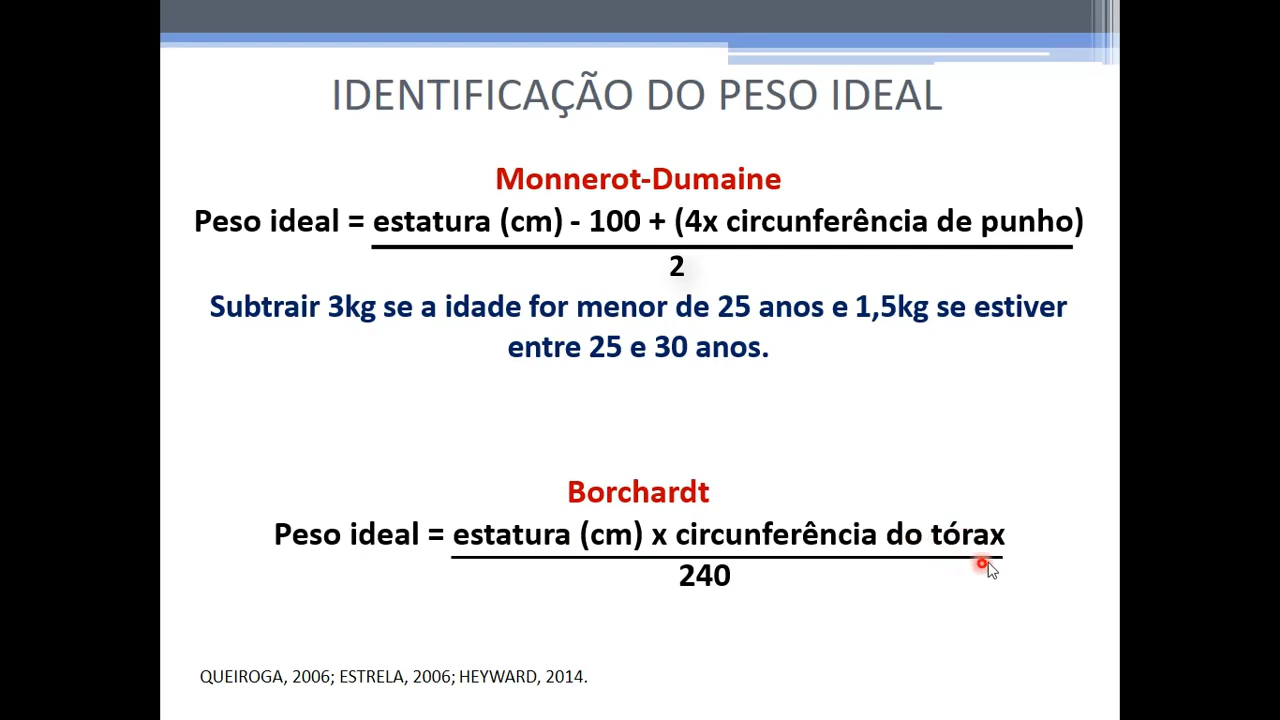 IDENTIFICAÇÃO DO PESO IDEAL
Monnerot-Dumaine
Peso ideal = estatura (cm) - 100 + (4x circunferência de punho)
2
Subtrair 3kg se a idade for menor de 25 anos e 1,5kg se estiver
entre 25 e 30 anos.
Borchardt
Peso ideal = estatura (cm) x circunferência do tórax
240
QUEIROGA, 2006; ESTRELA, 2006; HEYWARD, 2014.